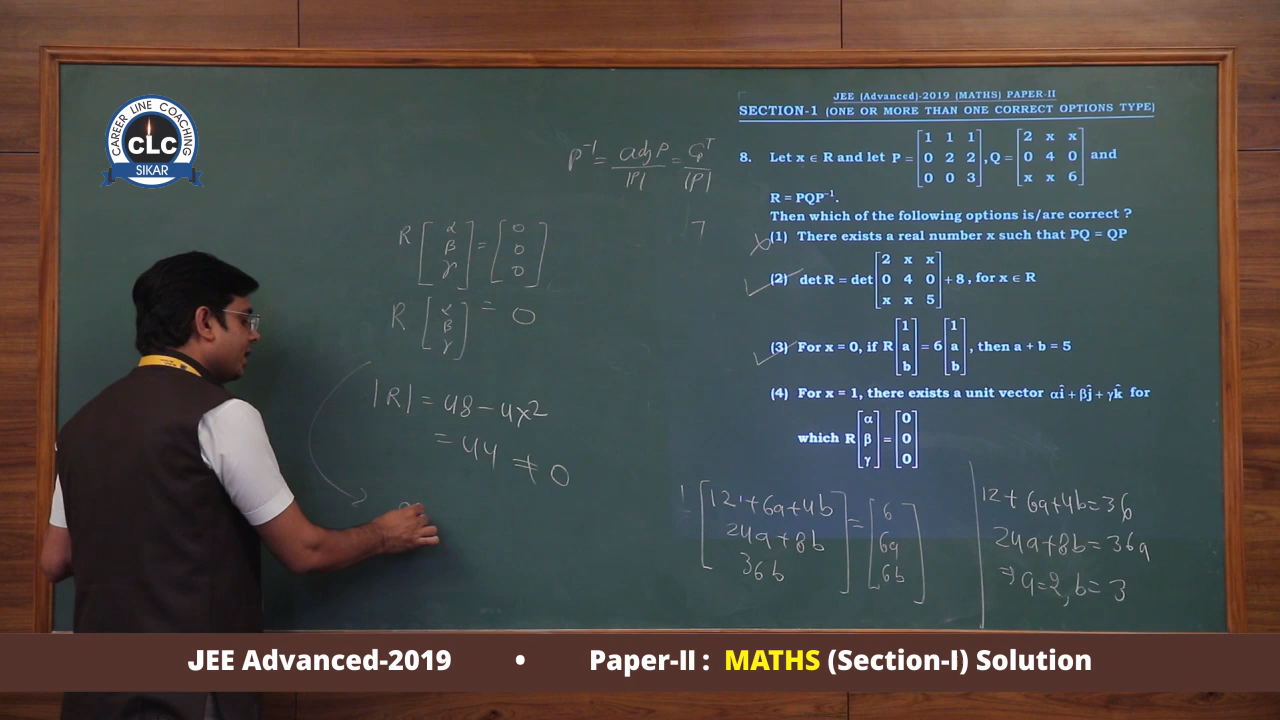 CAREER LINE COACHING
CLC
SIKAR
JEE (Advanced)-2019 (MATHS) PAPER-II
SECTION-1 (ONE OR MORE THAN ONE CORRECT OPTIONS TYPE)
8. Let x ∈ R and let P = [1 1 1; 0 2 2; 0 0 3], Q = [2 x x; 0 4 0; x x 6] and
R = PQP⁻¹.
Then which of the following options is/are correct ?
(1) There exists a real number x such that PQ = QP
(2) det R = det [2 x x; 0 4 0; x x 5] + 8, for x ∈ R
(3) For x = 0, if R [1; a; b] = 6 [1; a; b], then a + b = 5
(4) For x = 1, there exists a unit vector αî + βĵ + γk̂ for
which R [α; β; γ] = [0; 0; 0]
P⁻¹ = adj P / |P| = Cᵀ / |P|
R [α; β; γ] = [0; 0; 0]
R [α; β; γ] = 0
|R| = 48 - 4x²
= 44 ≠ 0
[12 + 6a + 4b; 24a + 8b; 36b] = [6; 6a; 6b]
12 + 6a + 4b = 36
24a + 8b = 36a
⇒ a = 2, b = 3
JEE Advanced-2019 • Paper-II : MATHS (Section-I) Solution